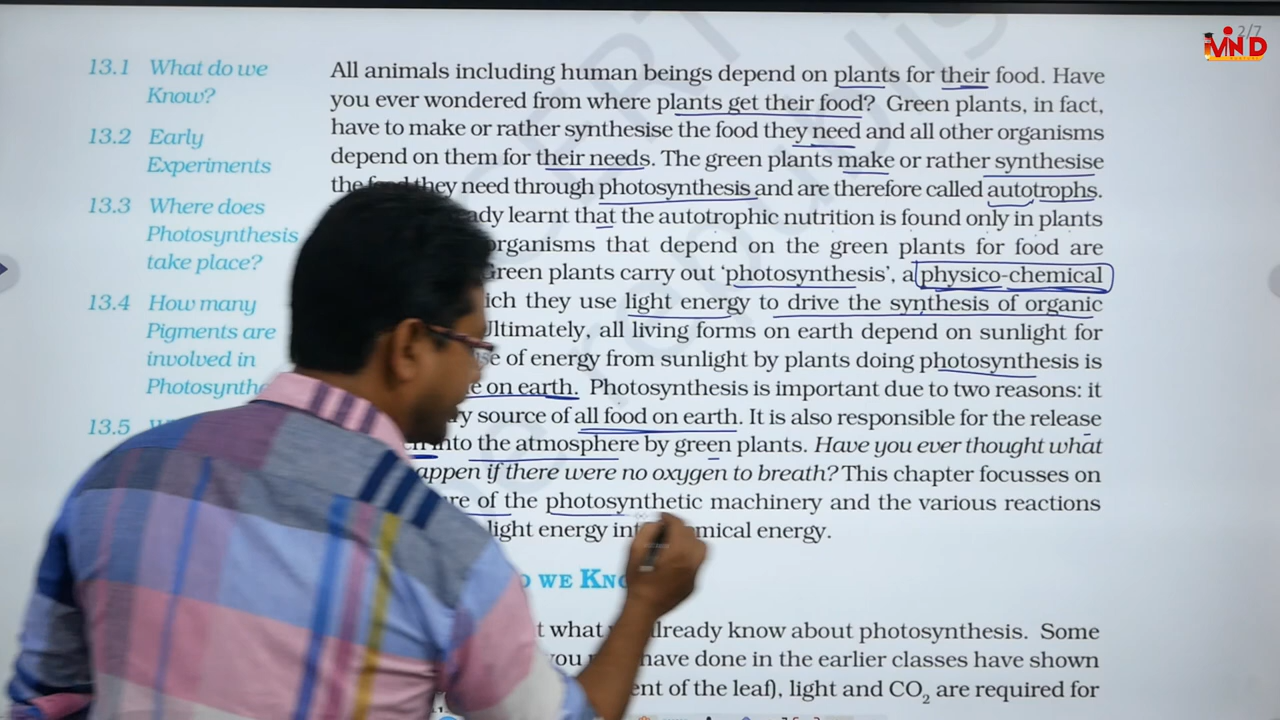 2/7
MIND
13.1 What do we
Know?
13.2 Early
Experiments
13.3 Where does
Photosynthesis
take place?
13.4 How many
Pigments are
involved in
13.5
All animals including human beings depend on plants for their food. Have
you ever wondered from where plants get their food? Green plants, in fact,
have to make or rather synthesise the food they need and all other organisms
depend on them for their needs. The green plants make or rather synthesise
the food they need through photosynthesis and are therefore called autotrophs.
learnt that the autotrophic nutrition is found only in plants
organisms that depend on the green plants for food are
Green plants carry out ‘photosynthesis’, a physico-chemical
they use light energy to drive the synthesis of organic
Ultimately, all living forms on earth depend on sunlight for
of energy from sunlight by plants doing photosynthesis is
on earth. Photosynthesis is important due to two reasons: it
source of all food on earth. It is also responsible for the release
into the atmosphere by green plants. Have you ever thought what
if there were no oxygen to breath? This chapter focusses on
of the photosynthetic machinery and the various reactions
light energy energy.
WE
what already know about photosynthesis. Some
have done in the earlier classes have shown
of the leaf), light and CO₂ are required for